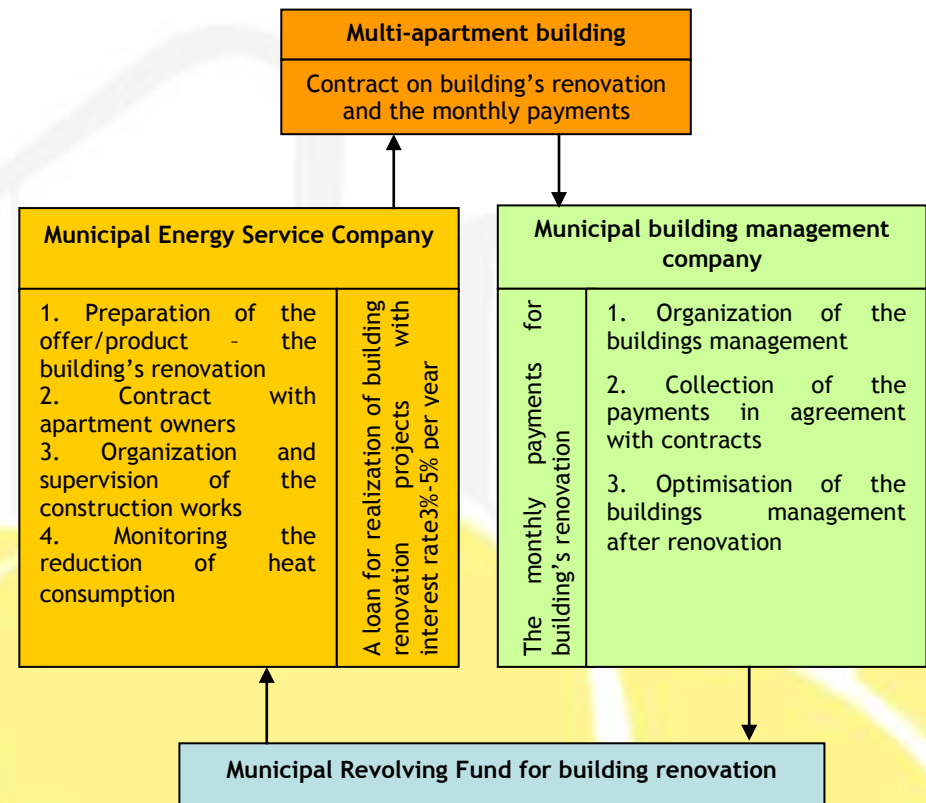 Multi-apartment building
Contract on building’s renovation
and the monthly payments
Municipal Energy Service Company
1. Preparation of the
offer/product – the
building’s renovation
2. Contract with
apartment owners
3. Organization and
supervision of the
construction works
4. Monitoring the
reduction of heat
consumption
A loan for realization of building
renovation projects with
interest rate3%-5% per year
Municipal building management
company
The monthly payments for
building’s renovation
1. Organization of the
buildings management
2. Collection of the
payments in agreement
with contracts
3. Optimisation of the
buildings management
after renovation
Municipal Revolving Fund for building renovation